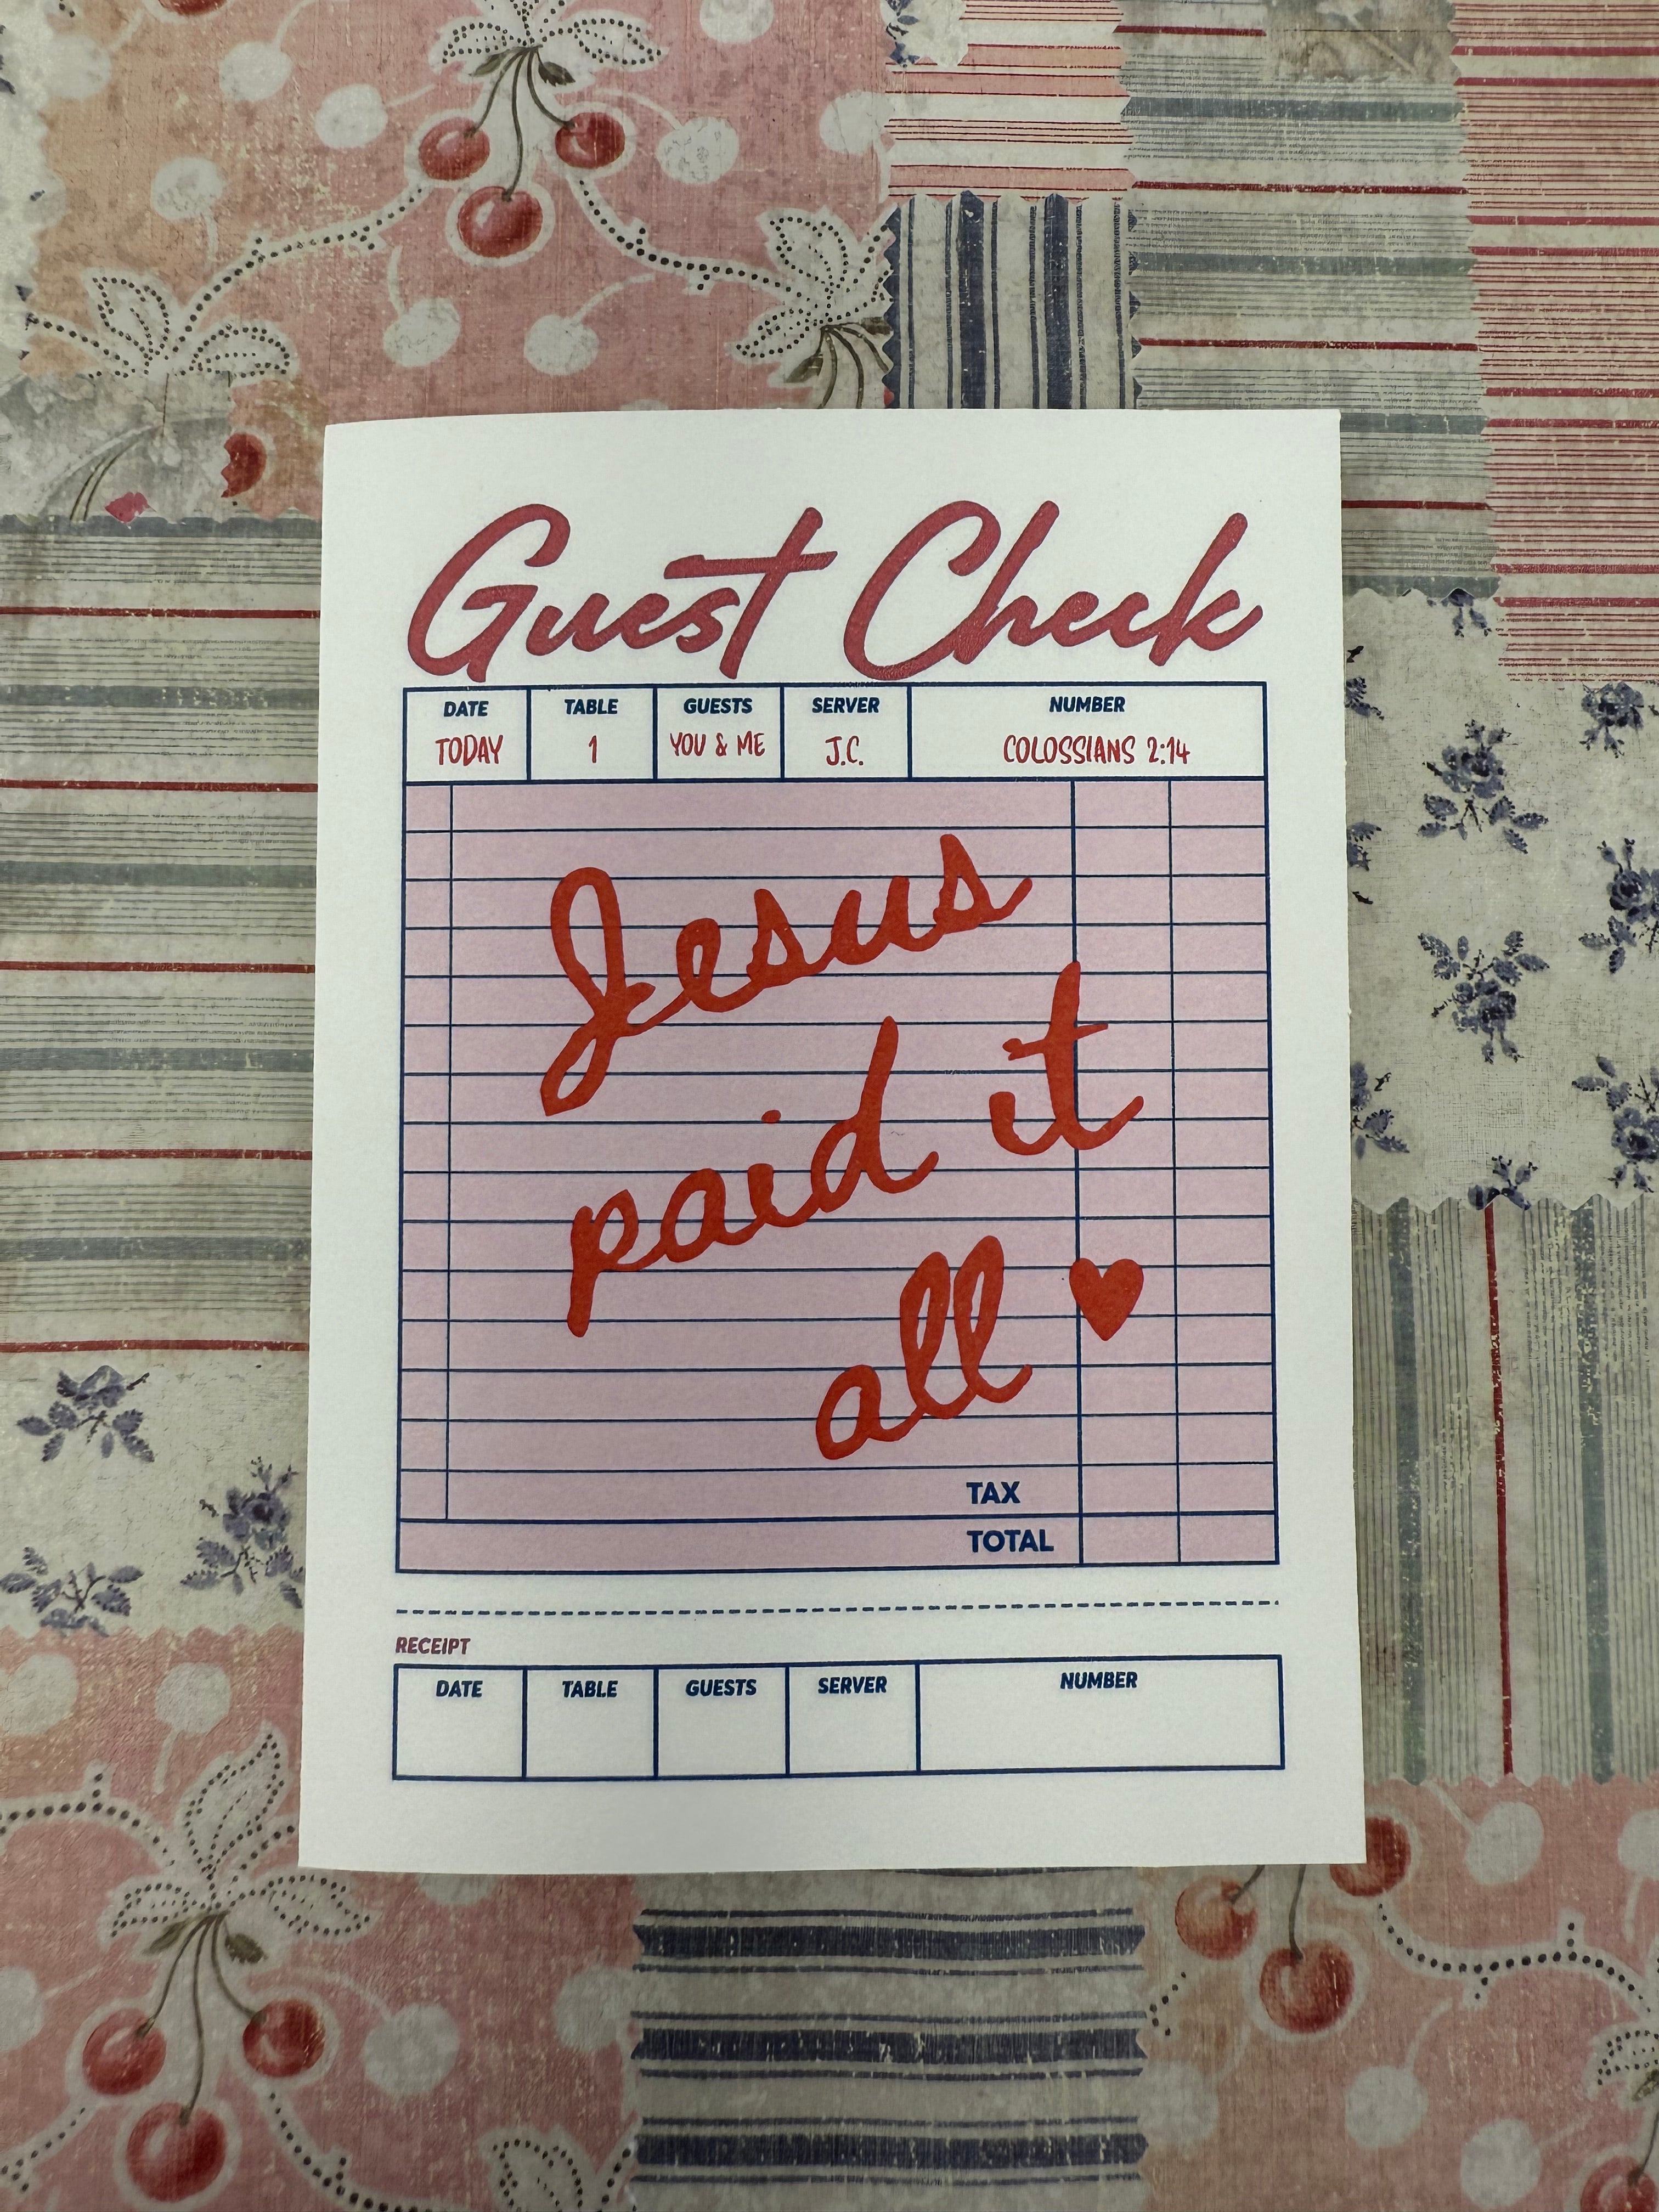 Guest Check
DATE TABLE GUESTS SERVER NUMBER
TODAY 1 YOU & ME J.C. COLOSSIANS 2:14
Jesus
paid it
all ♥
TAX
TOTAL
RECEIPT
DATE TABLE GUESTS SERVER NUMBER